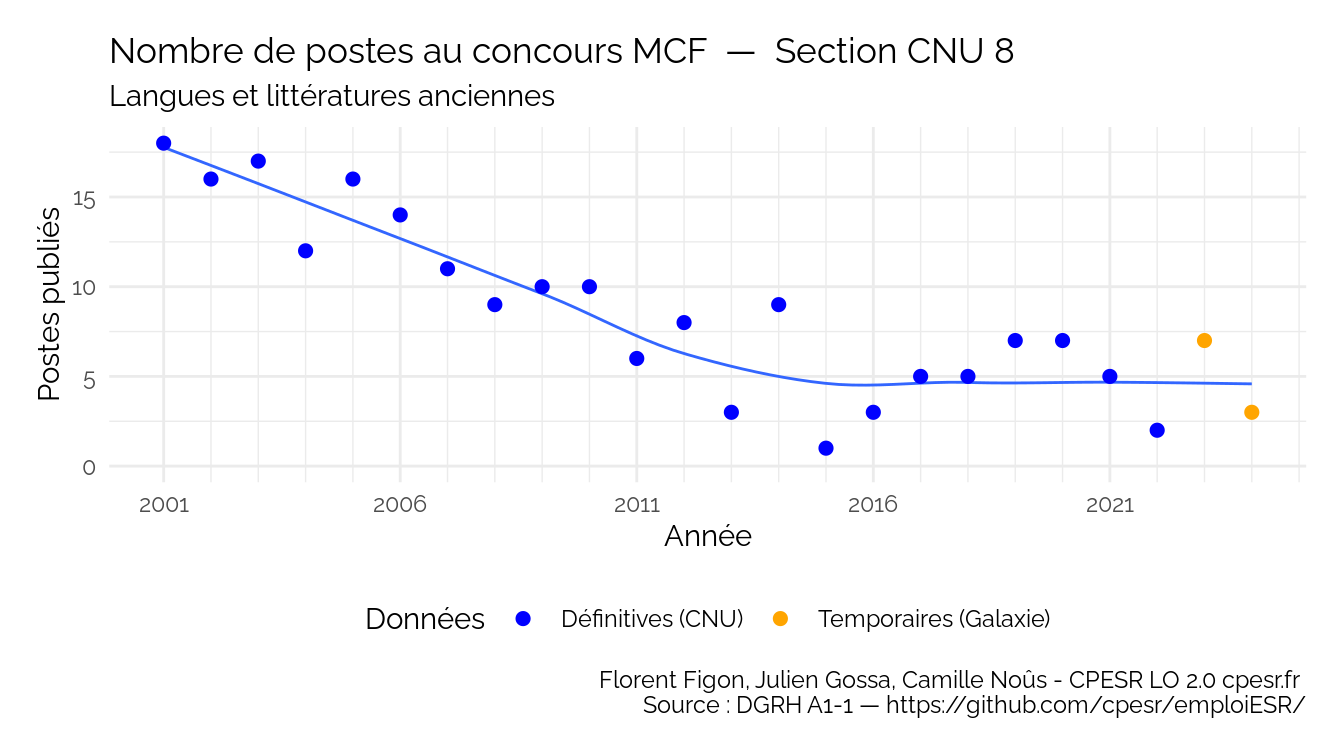 Nombre de postes au concours MCF — Section CNU 8
Langues et littératures anciennes
Postes publiés
15
10
5
0
2001 2006 2011 2016 2021
Année
Données Définitives (CNU) Temporaires (Galaxie)
Florent Figon, Julien Gossa, Camille Noûs - CPESR LO 2.0 cpesr.fr
Source : DGRH A1-1 — https://github.com/cpesr/emploiESR/